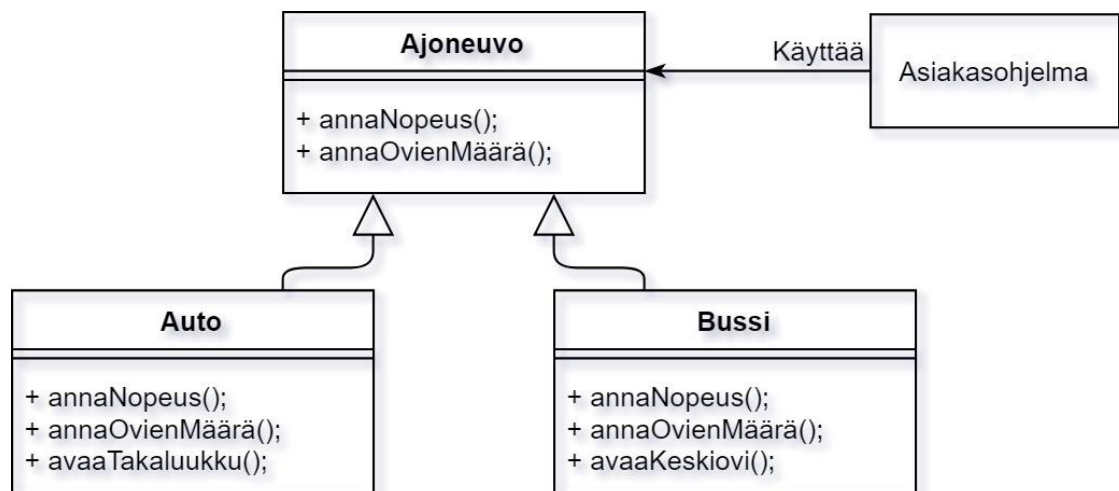 Ajoneuvo
+ annaNopeus();
+ annaOvienMäärä();
Käyttää
Asiakasohjelma
Auto
+ annaNopeus();
+ annaOvienMäärä();
+ avaaTakaluukku();
Bussi
+ annaNopeus();
+ annaOvienMäärä();
+ avaaKeskiovi();